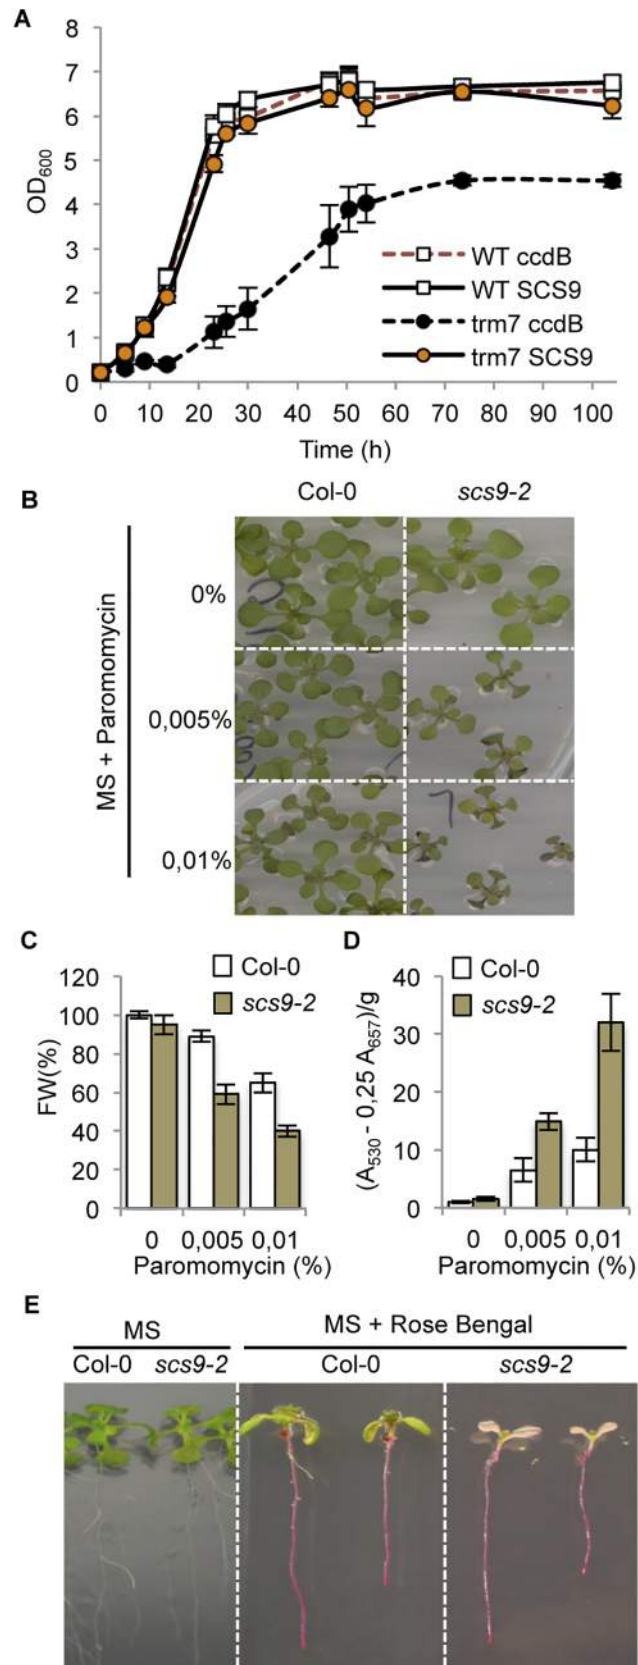 A
8
7
6
5
4
3
2
1
0
OD600
0 10 20 30 40 50 60 70 80 90 100
Time (h)
WT ccdB
WT SCS9
trm7 ccdB
trm7 SCS9
B
Col-0 scs9-2
MS + Paromomycin
0%
0,005%
0,01%
C
Col-0
scs9-2
120
100
80
60
40
20
0
FW(%)
0 0,005 0,01
Paromomycin (%)
D
Col-0
scs9-2
40
30
20
10
0
(A530 - 0,25 A657)/g
0 0,005 0,01
Paromomycin (%)
E
MS MS + Rose Bengal
Col-0 scs9-2 Col-0 scs9-2